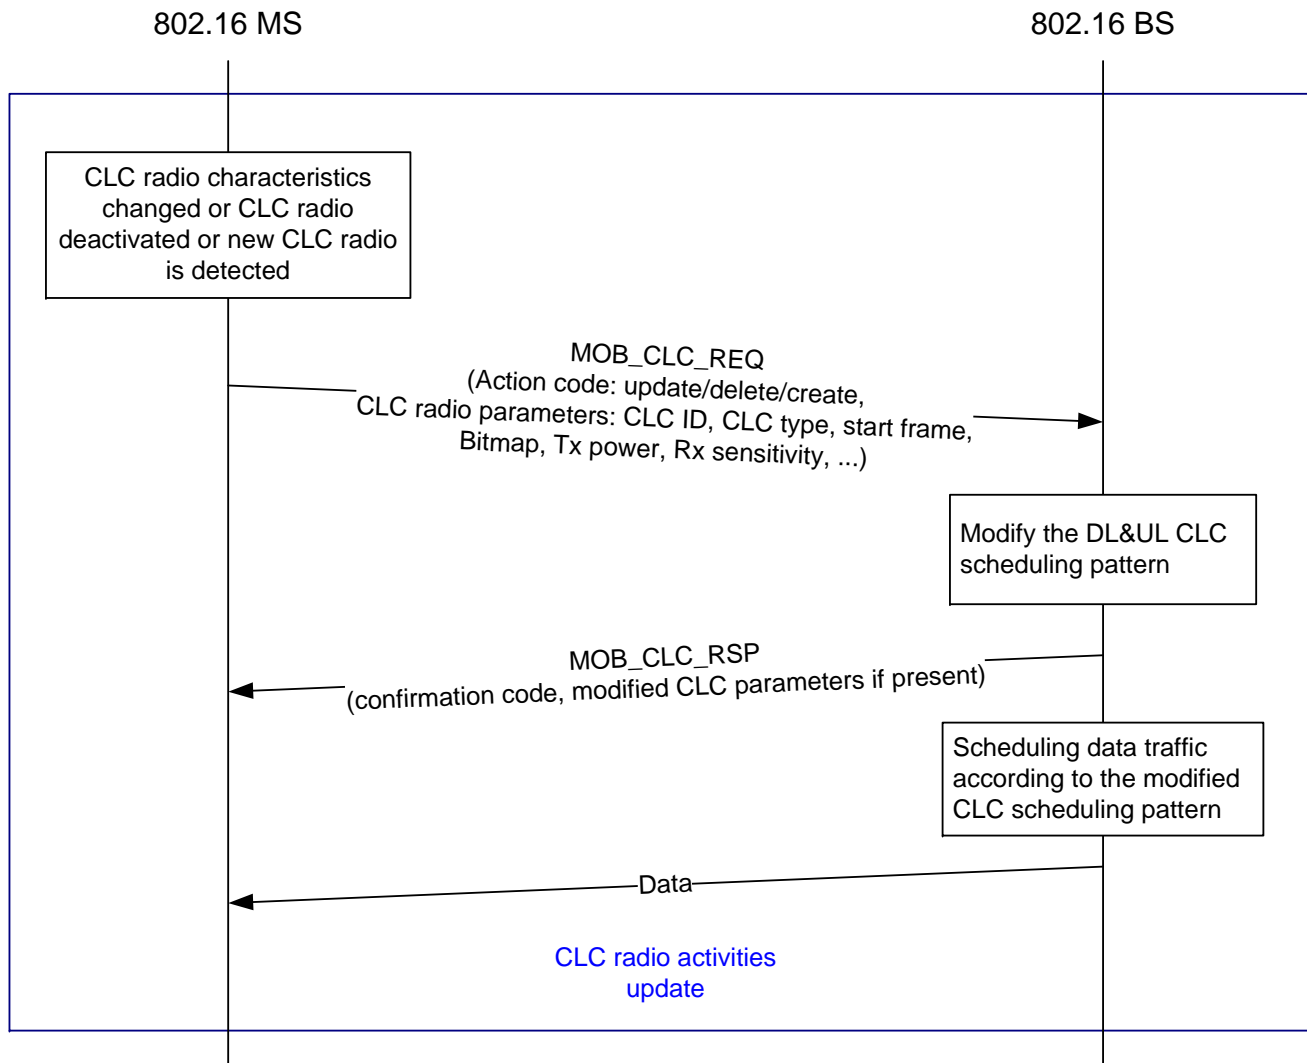 802.16 MS
802.16 BS
CLC radio characteristics
changed or CLC radio
deactivated or new CLC radio
is detected
MOB_CLC_REQ
(Action code: update/delete/create,
CLC radio parameters: CLC ID, CLC type, start frame,
Bitmap, Tx power, Rx sensitivity, ...)
Modify the DL&UL CLC
scheduling pattern
MOB_CLC_RSP
(confirmation code, modified CLC parameters if present)
Scheduling data traffic
according to the modified
CLC scheduling pattern
Data
CLC radio activities
update